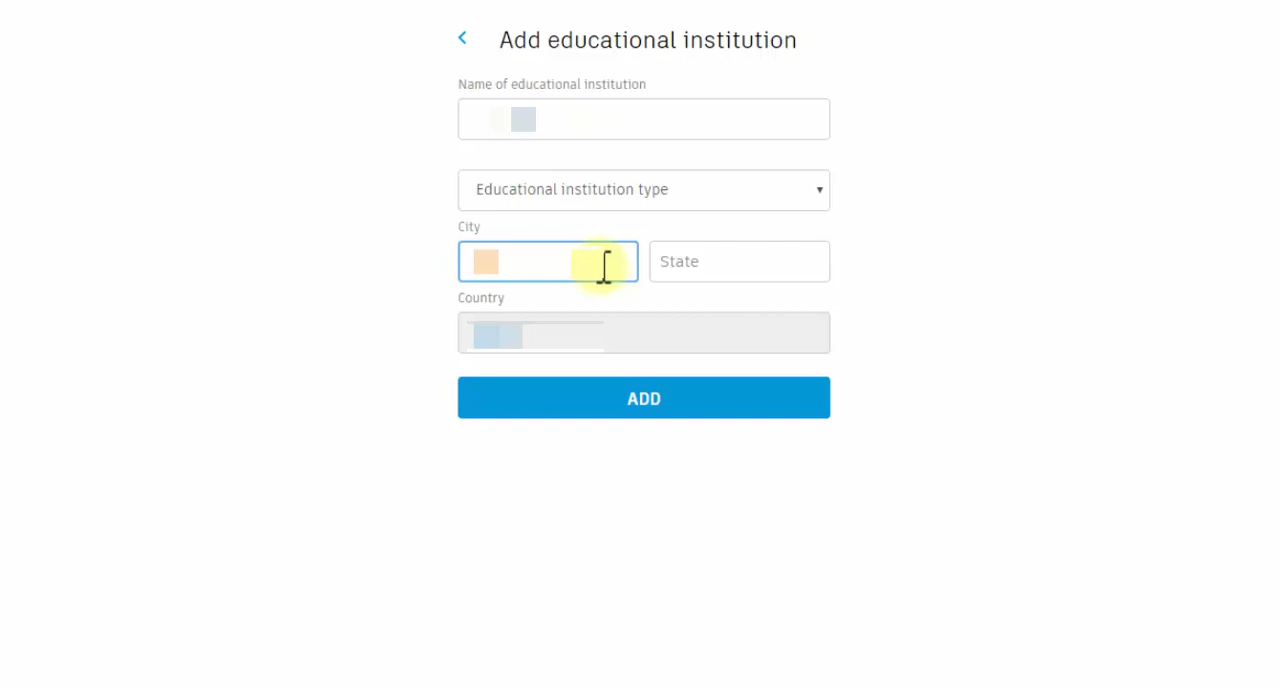 Add educational institution
Name of educational institution
Educational institution type
City
State
Country
ADD